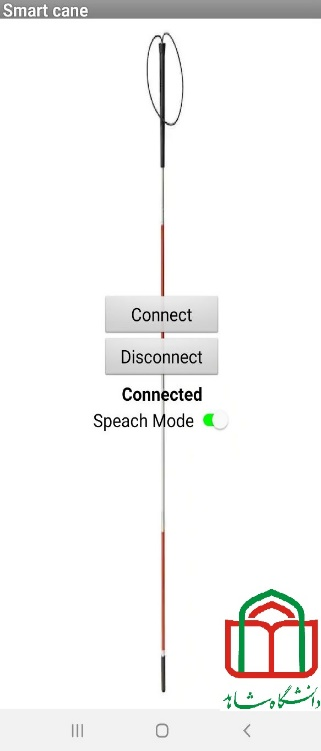 Smart cane
Connect
Disconnect
Connected
Speach Mode
دانشگاه شاهد